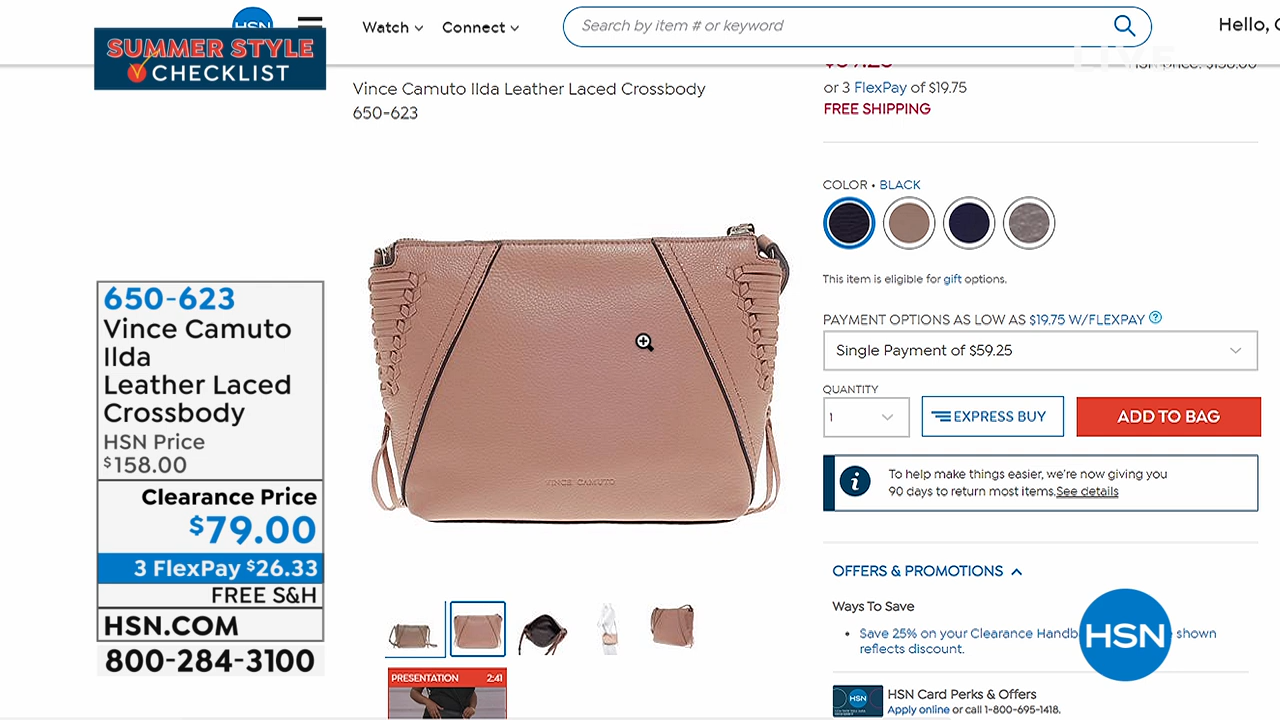 HSN
Watch
Connect
Search by item # or keyword
Hello,
SUMMER STYLE
CHECKLIST
LIVE
Vince Camuto Ilda Leather Laced Crossbody
650-623
or 3 FlexPay of $19.75
FREE SHIPPING
COLOR • BLACK
This item is eligible for gift options.
PAYMENT OPTIONS AS LOW AS $19.75 W/FLEXPAY
Single Payment of $59.25
QUANTITY
1
EXPRESS BUY
ADD TO BAG
To help make things easier, we're now giving you
90 days to return most items. See details
OFFERS & PROMOTIONS
Ways To Save
• Save 25% on your Clearance shown
reflects discount.
HSN
HSN
HSN Card Perks & Offers
Apply online or call 1-800-695-1418.
VINCE CAMUTO
PRESENTATION 2:41
650-623
Vince Camuto
Ilda
Leather Laced
Crossbody
HSN Price
$158.00
Clearance Price
$79.00
3 FlexPay $26.33
FREE S&H
HSN.COM
800-284-3100